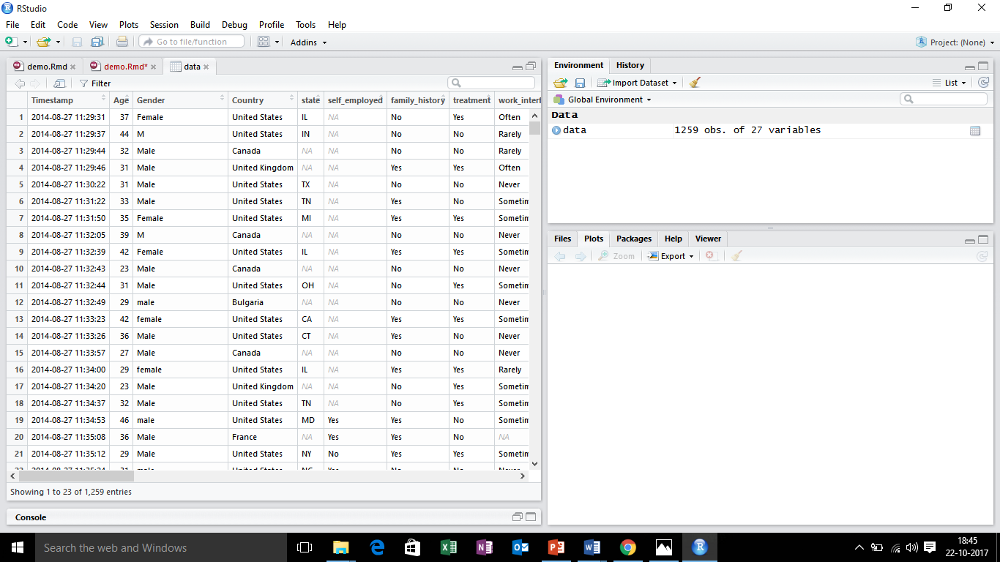 RStudio
File Edit Code View Plots Session Build Debug Profile Tools Help
Go to file/function Addins Project: (None)
demo.Rmd demo.Rmd* data
Filter
Timestamp Age Gender Country state self_employed family_history treatment work_interf
1 2014-08-27 11:29:31 37 Female United States IL NA No Yes Often
2 2014-08-27 11:29:37 44 M United States IN NA No No Rarely
3 2014-08-27 11:29:44 32 Male Canada NA NA No No Rarely
4 2014-08-27 11:29:46 31 Male United Kingdom NA NA Yes Yes Often
5 2014-08-27 11:30:22 31 Male United States TX NA No No Never
6 2014-08-27 11:31:22 33 Male United States TN NA Yes No Sometim
7 2014-08-27 11:31:50 35 Female United States MI NA Yes Yes Sometim
8 2014-08-27 11:32:05 39 M Canada NA NA No No Never
9 2014-08-27 11:32:39 42 Female United States IL NA Yes Yes Sometim
10 2014-08-27 11:32:43 23 Male Canada NA NA No No Never
11 2014-08-27 11:32:44 31 Male United States OH NA No Yes Sometim
12 2014-08-27 11:32:49 29 male Bulgaria NA NA No No Never
13 2014-08-27 11:33:23 42 female United States CA NA Yes Yes Sometim
14 2014-08-27 11:33:26 36 Male United States CT NA Yes No Never
15 2014-08-27 11:33:57 27 Male Canada NA NA No No Never
16 2014-08-27 11:34:00 29 female United States IL NA Yes Yes Rarely
17 2014-08-27 11:34:20 23 Male United Kingdom NA NA No Yes Sometim
18 2014-08-27 11:34:37 32 Male United States TN NA No Yes Sometim
19 2014-08-27 11:34:53 46 male United States MD Yes Yes No Sometim
20 2014-08-27 11:35:08 36 Male France NA Yes Yes No NA
21 2014-08-27 11:35:12 29 Male United States NY No Yes Yes Sometim
Showing 1 to 23 of 1,259 entries
Console
Environment History
Import Dataset List
Global Environment
Data
data 1259 obs. of 27 variables
Files Plots Packages Help Viewer
Zoom Export
Search the web and Windows
18:45
22-10-2017